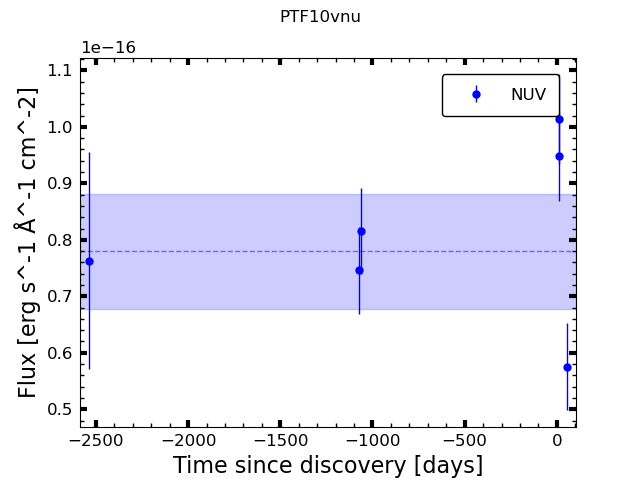 PTF10vnu
1e−16
NUV
1.1
1.0
0.9
0.8
0.7
0.6
0.5
Flux [erg s^-1 Å^-1 cm^-2]
−2500 −2000 −1500 −1000 −500 0
Time since discovery [days]